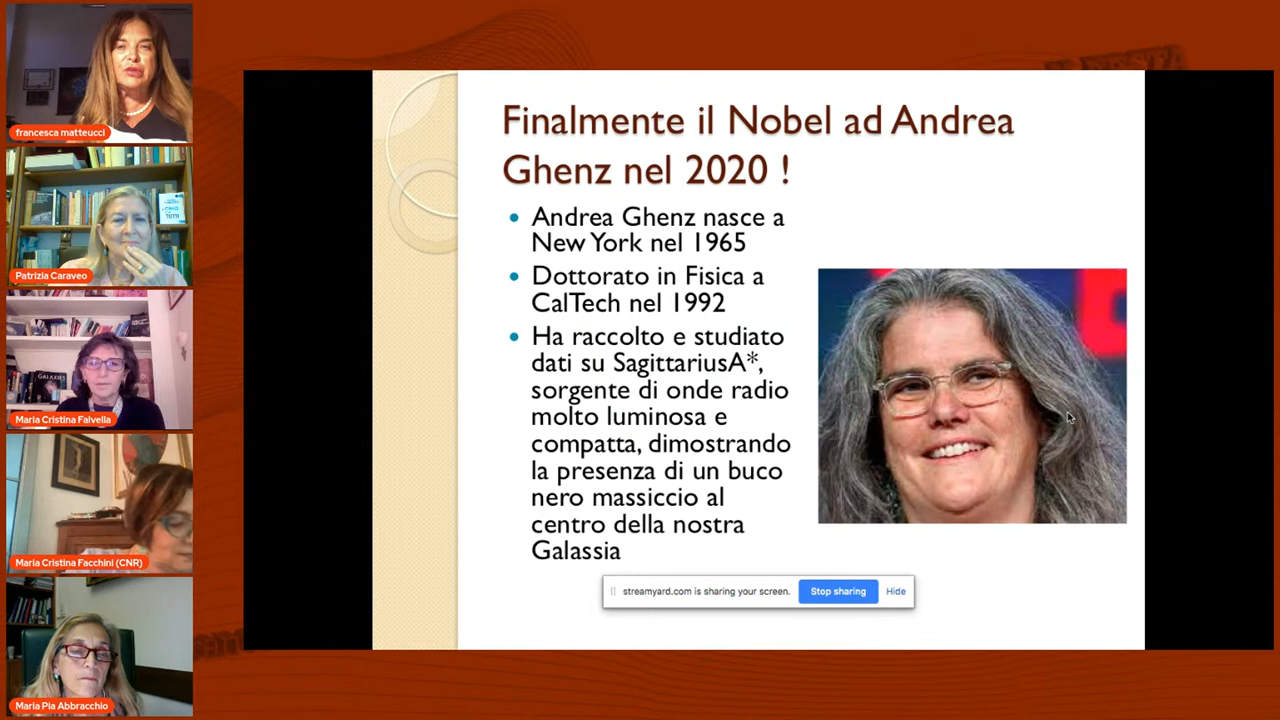 francesca matteucci
Patrizia Caraveo
GALAXIES
Maria Cristina Falvella
Maria Cristina Facchini (CNR)
Maria Pia Abbracchio
Finalmente il Nobel ad Andrea
Ghenz nel 2020 !
• Andrea Ghenz nasce a
New York nel 1965
• Dottorato in Fisica a
CalTech nel 1992
• Ha raccolto e studiato
dati su SagittariusA*,
sorgente di onde radio
molto luminosa e
compatta, dimostrando
la presenza di un buco
nero massiccio al
centro della nostra
Galassia
streamyard.com is sharing your screen. Stop sharing Hide